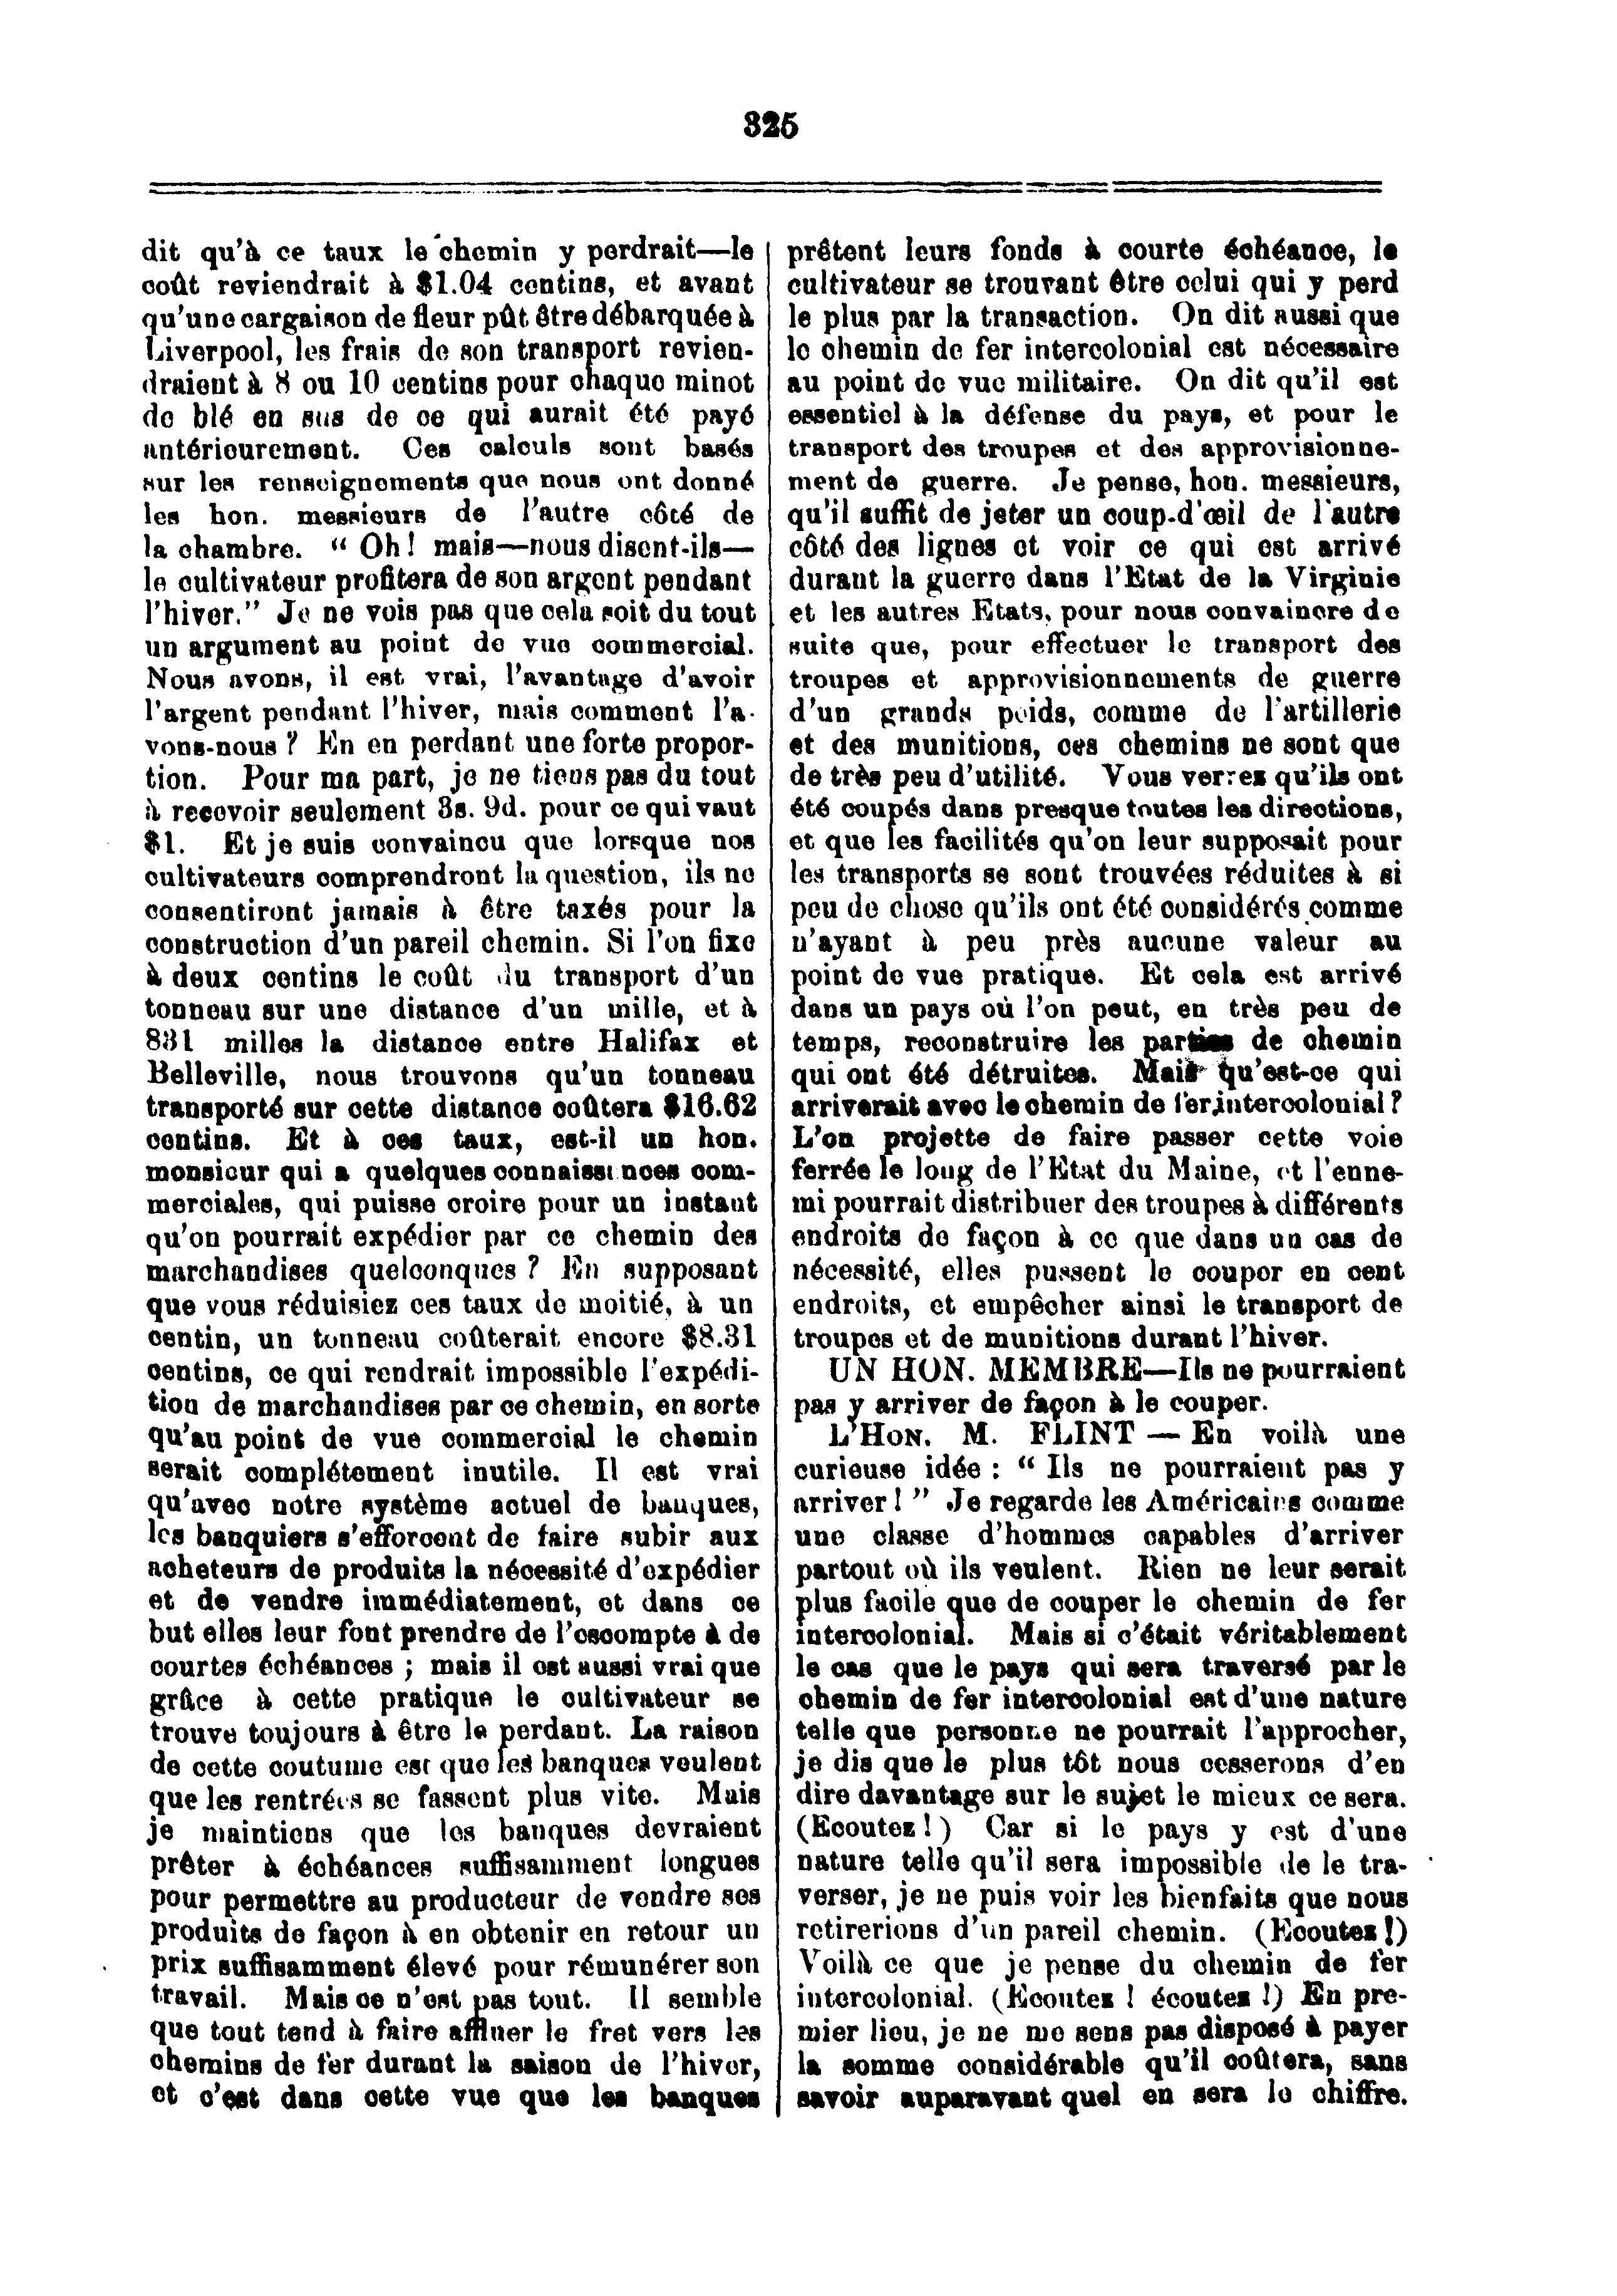 325
dit qu'à ce taux le chemin y perdrait—le
coût reviendrait à $1.04 centins, et avant
qu'une cargaison de fleur pût être débarquée à
Liverpool, les frais de son transport revien-
draient à 8 ou 10 centins pour chaque minot
de blé en sus de ce qui aurait été payé
antérieurement. Ces calculs sont basés
sur les renseignements que nous ont donné
les hon. messieurs de l'autre côté de
la chambre. " Oh! mais—nous disent-ils—
le cultivateur profitera de son argent pendant
l'hiver." Je ne vois pas que cela soit du tout
un argument au point de vue commercial.
Nous avons, il est vrai, l'avantage d'avoir
l'argent pendant l'hiver, mais comment l'a-
vons-nous ? En en perdant une forte propor-
tion. Pour ma part, je ne tiens pas du tout
à recevoir seulement 3s. 9d. pour ce qui vaut
$1. Et je suis convaincu que lorsque nos
cultivateurs comprendront la question, ils ne
consentiront jamais à être taxés pour la
construction d'un pareil chemin. Si l'on fixe
à deux centins le coût du transport d'un
tonneau sur une distance d'un mille, et à
831 milles la distance entre Halifax et
Belleville, nous trouvons qu'un tonneau
transporté sur cette distance coûtera $16.62
centins. Et à ces taux, est-il un hon.
monsieur qui a quelques connaissances com-
merciales, qui puisse croire pour un instant
qu'on pourrait expédier par ce chemin des
marchandises quelconques ? En supposant
que vous réduisiez ces taux de moitié, à un
centin, un tonneau coûterait encore $8.31
centins, ce qui rendrait impossible l'expédi-
tion de marchandises par ce chemin, en sorte
qu'au point de vue commercial le chemin
serait complétement inutile. Il est vrai
qu'avec notre système actuel de banques,
les banquiers s'efforcent de faire subir aux
acheteurs de produits la nécessité d'expédier
et de vendre immédiatement, et dans ce
but elles leur font prendre de l'escompte à de
courtes échéances ; mais il est aussi vrai que
grâce à cette pratique le cultivateur se
trouve toujours à être le perdant. La raison
de cette coutume est que les banques veulent
que les rentrées se fassent plus vite. Mais
je maintiens que les banques devraient
prêter à échéances suffisamment longues
pour permettre au producteur de vendre ses
produits de façon à en obtenir en retour un
prix suffisamment élevé pour rémunérer son
travail. Mais ce n'est pas tout. Il semble
que tout tend à faire affluer le fret vers les
chemins de fer durant la saison de l'hiver,
et c'est dans cette vue que les banques
prêtent leurs fonds à courte échéance, le
cultivateur se trouvant être celui qui y perd
le plus par la transaction. On dit aussi que
le chemin de fer intercolonial est nécessaire
au point de vue militaire. On dit qu'il est
essentiel à la défense du pays, et pour le
transport des troupes et des approvisionne-
ment de guerre. Je pense, hon. messieurs,
qu'il suffit de jeter un coup-d'œil de l'autre
côté des lignes et voir ce qui est arrivé
durant la guerre dans l'Etat de la Virginie
et les autres Etats, pour nous convaincre de
suite que, pour effectuer le transport des
troupes et approvisionnements de guerre
d'un grands poids, comme de l'artillerie
et des munitions, ces chemins ne sont que
de très peu d'utilité. Vous verrez qu'ils ont
été coupés dans presque toutes les directions,
et que les facilités qu'on leur supposait pour
les transports se sont trouvées réduites à si
peu de chose qu'ils ont été considérés comme
n'ayant à peu près aucune valeur au
point de vue pratique. Et cela est arrivé
dans un pays où l'on peut, en très peu de
temps, reconstruire les parties de chemin
qui ont été détruites. Mais qu'est-ce qui
arriverait avec le chemin de fer intercolonial ?
L'on projette de faire passer cette voie
ferrée le long de l'Etat du Maine, et l'enne-
mi pourrait distribuer des troupes à différents
endroits de façon à ce que dans un cas de
nécessité, elles pussent le couper en cent
endroits, et empêcher ainsi le transport de
troupes et de munitions durant l'hiver.
UN HON. MEMBRE—Ils ne pourraient
pas y arriver de façon à le couper.
L'HON. M. FLINT — En voilà une
curieuse idée : " Ils ne pourraient pas y
arriver ! " Je regarde les Américains comme
une classe d'hommes capables d'arriver
partout où ils veulent. Rien ne leur serait
plus facile que de couper le chemin de fer
intercolonial. Mais si c'était véritablement
le cas que le pays qui sera traversé par le
chemin de fer intercolonial est d'une nature
telle que personne ne pourrait l'approcher,
je dis que le plus tôt nous cesserons d'en
dire davantage sur le sujet le mieux ce sera.
(Ecoutez !) Car si le pays y est d'une
nature telle qu'il sera impossible de le tra-
verser, je ne puis voir les bienfaits que nous
retirerions d'un pareil chemin. (Ecoutez !)
Voilà ce que je pense du chemin de fer
intercolonial. (Ecoutez ! écoutez !) En pre-
mier lieu, je ne me sens pas disposé à payer
la somme considérable qu'il coûtera, sans
savoir auparavant quel en sera le chiffre.